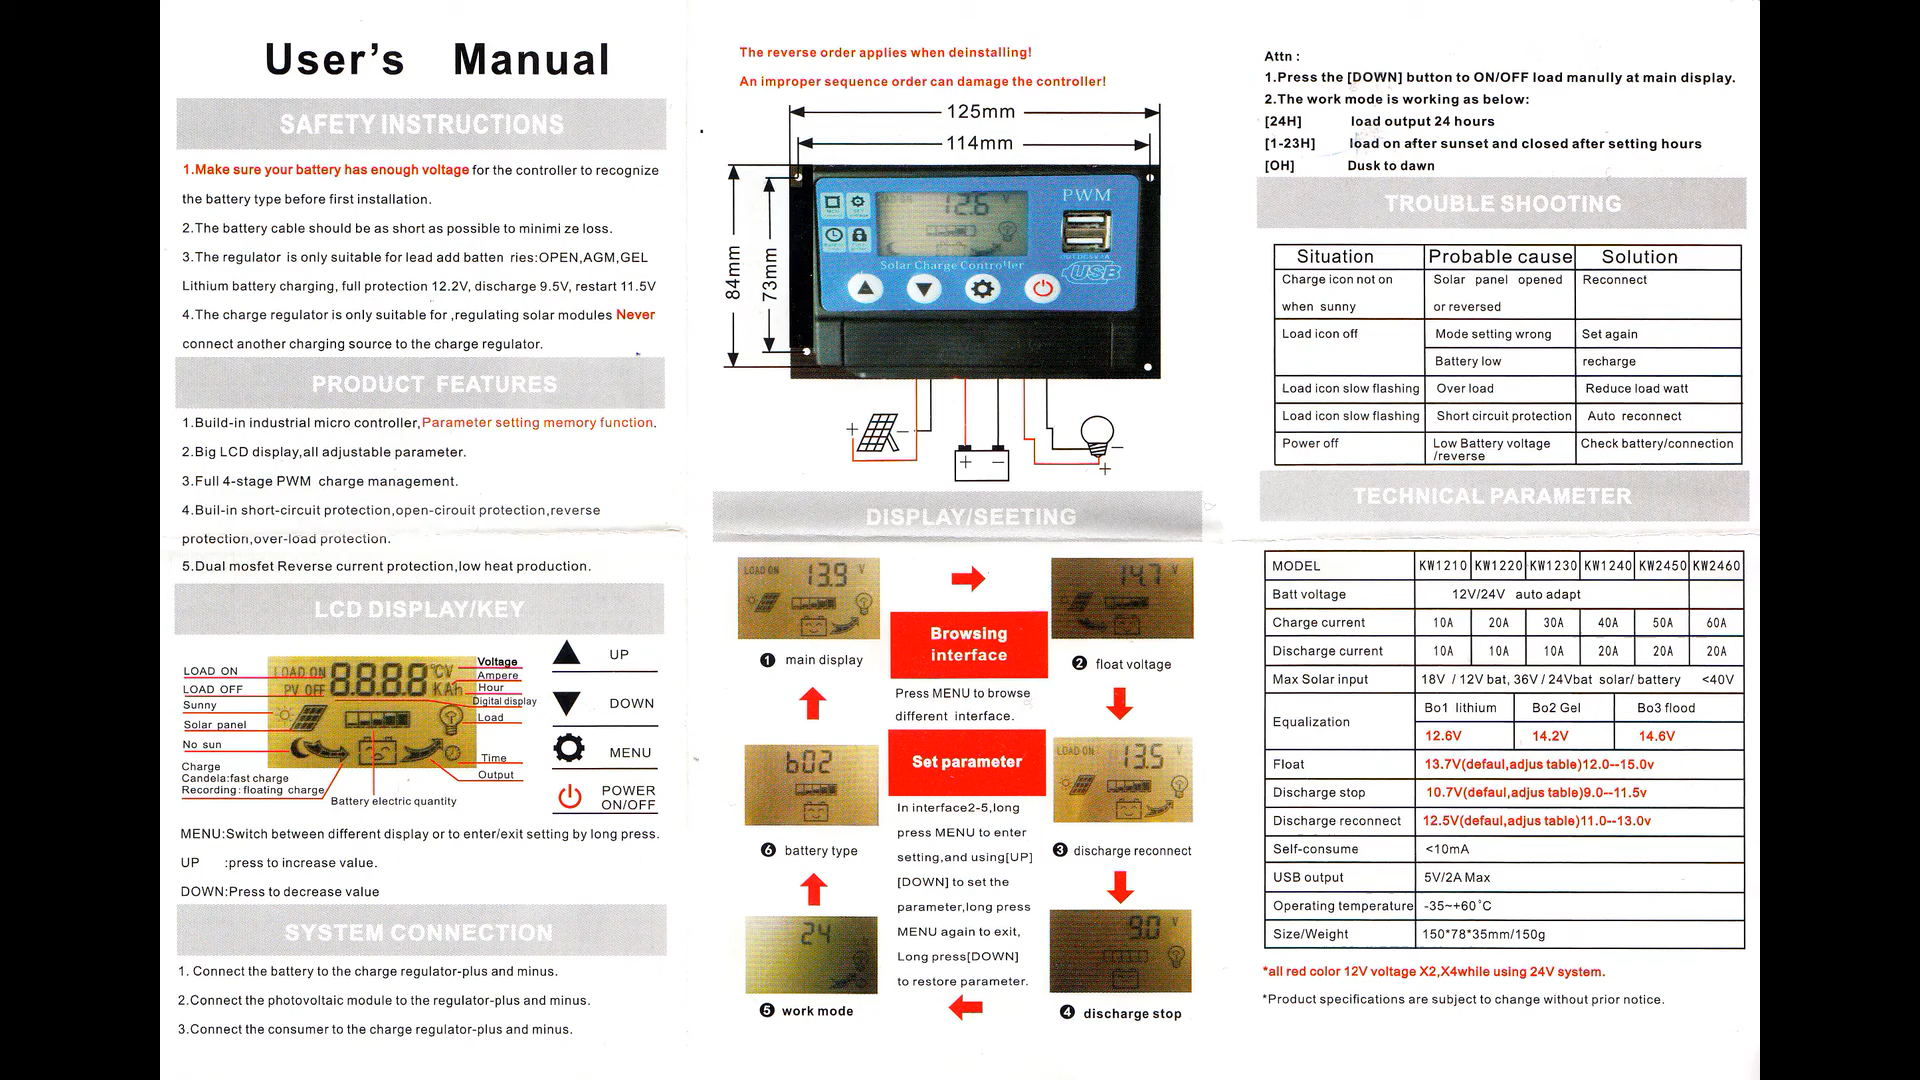 User's Manual
SAFETY INSTRUCTIONS
1.Make sure your battery has enough voltage for the controller to recognize
the battery type before first installation.
2.The battery cable should be as short as possible to minimi ze loss.
3.The regulator is only suitable for lead add batten ries:OPEN,AGM,GEL
Lithium battery charging, full protection 12.2V, discharge 9.5V, restart 11.5V
4.The charge regulator is only suitable for ,regulating solar modules Never
connect another charging source to the charge regulator.
PRODUCT FEATURES
1.Build-in industrial micro controller,Parameter setting memory function.
2.Big LCD display,all adjustable parameter.
3.Full 4-stage PWM charge management.
4.Buil-in short-circuit protection,open-cirouit protection,reverse
protection,over-load protection.
5.Dual mosfet Reverse current protection,low heat production.
LCD DISPLAY/KEY
LOAD ON
LOAD OFF
Sunny
Solar panel
No sun
Charge
Candela:fast charge
Recording:floating charge
LOAD ON 8.8.8.8 °CV
PV OFF KAh
Voltage
Ampere
Hour
Digital display
Load
Time
Output
Battery electric quantity
UP
DOWN
MENU
POWER
ON/OFF
MENU:Switch between different display or to enter/exit setting by long press.
UP :press to increase value.
DOWN:Press to decrease value
SYSTEM CONNECTION
1. Connect the battery to the charge regulator-plus and minus.
2.Connect the photovoltaic module to the regulator-plus and minus.
3.Connect the consumer to the charge regulator-plus and minus.
The reverse order applies when deinstalling!
An improper sequence order can damage the controller!
125mm
114mm
84mm
73mm
12.6 V
PWM
Solar Charge Controller
USB
+ −
+ −
− +
DISPLAY/SEETING
LOAD ON 13.9 V
1 main display
14.7 V
2 float voltage
LOAD ON 13.5
3 discharge reconnect
9.0 V
4 discharge stop
24
5 work mode
b02
6 battery type
Browsing
interface
Press MENU to browse
different interface.
Set parameter
In interface2-5,long
press MENU to enter
setting,and using[UP]
[DOWN] to set the
parameter,long press
MENU again to exit,
Long press[DOWN]
to restore parameter.
Attn :
1.Press the [DOWN] button to ON/OFF load manully at main display.
2.The work mode is working as below:
[24H] load output 24 hours
[1-23H] load on after sunset and closed after setting hours
[OH] Dusk to dawn
TROUBLE SHOOTING
Situation Probable cause Solution
Charge icon not on when sunny Solar panel opened or reversed Reconnect
Load icon off Mode setting wrong Set again
Battery low recharge
Load icon slow flashing Over load Reduce load watt
Load icon slow flashing Short circuit protection Auto reconnect
Power off Low Battery voltage /reverse Check battery/connection
TECHNICAL PARAMETER
MODEL KW1210 KW1220 KW1230 KW1240 KW2450 KW2460
Batt voltage 12V/24V auto adapt
Charge current 10A 20A 30A 40A 50A 60A
Discharge current 10A 10A 10A 20A 20A 20A
Max Solar input 18V / 12V bat, 36V / 24Vbat solar/ battery <40V
Equalization Bo1 lithium Bo2 Gel Bo3 flood
12.6V 14.2V 14.6V
Float 13.7V(defaul,adjus table)12.0--15.0v
Discharge stop 10.7V(defaul,adjus table)9.0--11.5v
Discharge reconnect 12.5V(defaul,adjus table)11.0--13.0v
Self-consume <10mA
USB output 5V/2A Max
Operating temperature -35~+60°C
Size/Weight 150*78*35mm/150g
*all red color 12V voltage X2,X4while using 24V system.
*Product specifications are subject to change without prior notice.